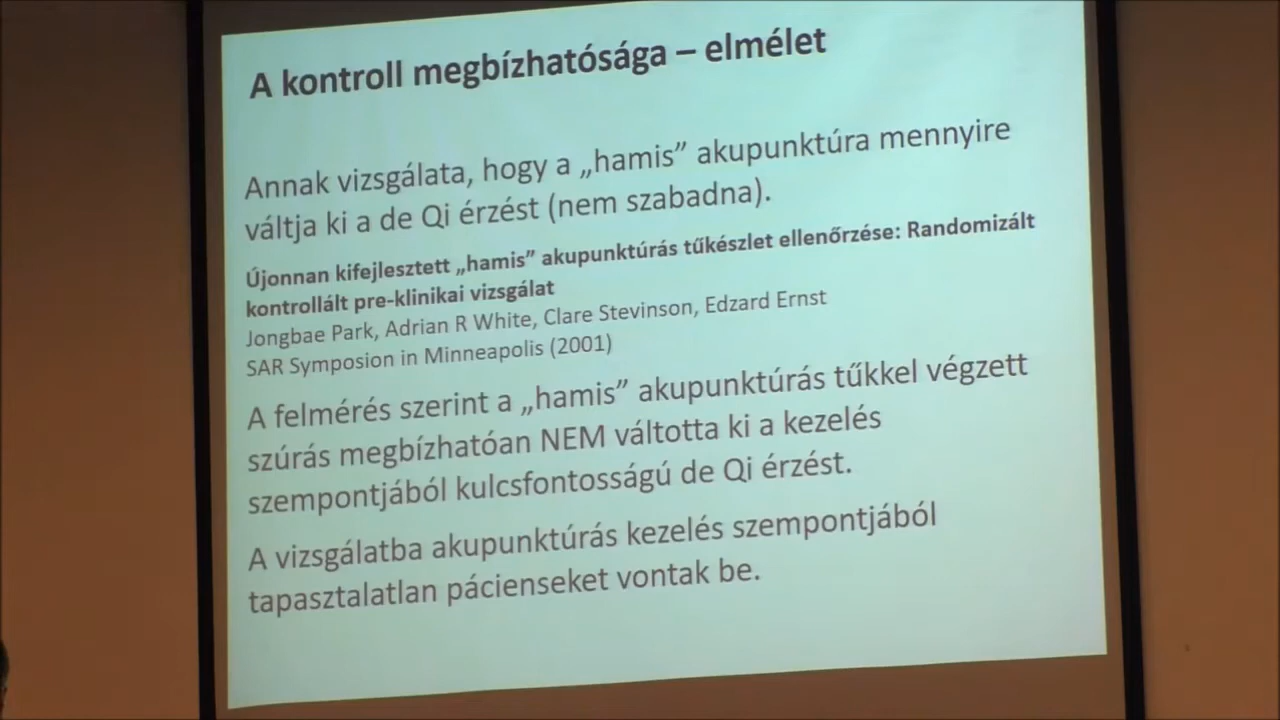 A kontroll megbízhatósága – elmélet
Annak vizsgálata, hogy a „hamis” akupunktúra mennyire
váltja ki a de Qi érzést (nem szabadna).
Újonnan kifejlesztett „hamis” akupunktúrás tűkészlet ellenőrzése: Randomizált
kontrollált pre-klinikai vizsgálat
Jongbae Park, Adrian R White, Clare Stevinson, Edzard Ernst
SAR Symposion in Minneapolis (2001)
A felmérés szerint a „hamis” akupunktúrás tűkkel végzett
szúrás megbízhatóan NEM váltotta ki a kezelés
szempontjából kulcsfontosságú de Qi érzést.
A vizsgálatba akupunktúrás kezelés szempontjából
tapasztalatlan pácienseket vontak be.